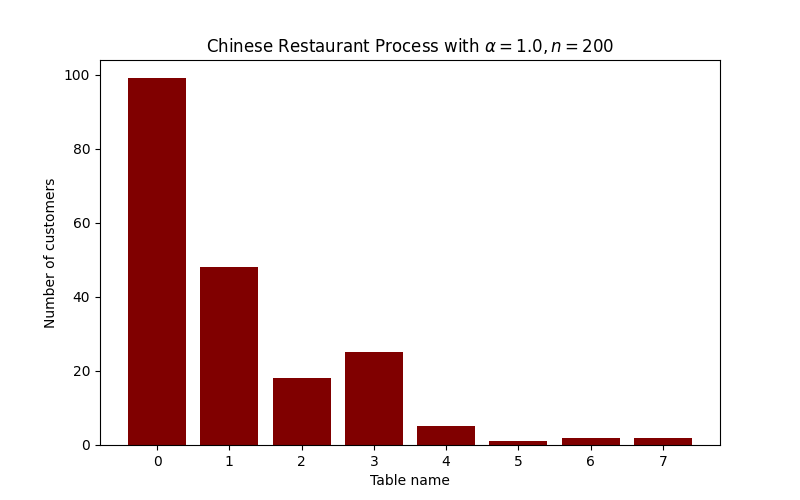 Chinese Restaurant Process with α = 1.0, n = 200
100
80
60
40
20
0
Number of customers
0 1 2 3 4 5 6 7
Table name